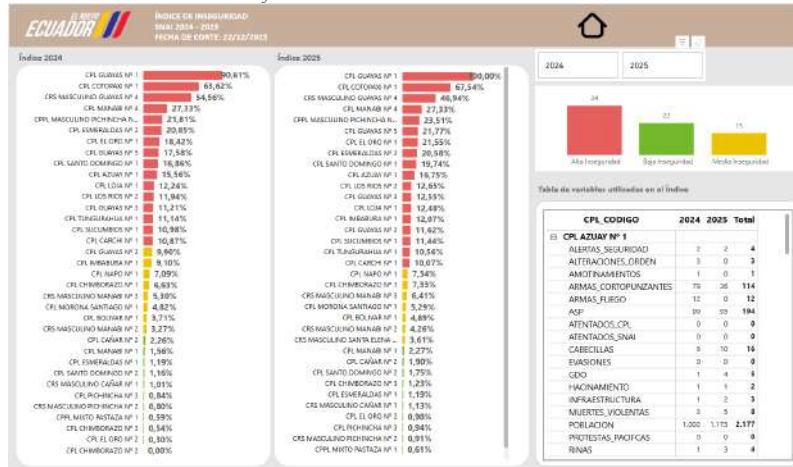 EL NUEVO
ECUADOR
ÍNDICE DE INSEGURIDAD
SNAI 2024 - 2025
FECHA DE CORTE: 22/12/2025
Índice 2024
CPL GUAYAS Nº 1 90,61%
CPL COTOPAXI Nº 1 65,62%
CRS MASCULINO GUAYAS Nº 4 54,56%
CPL MANABI Nº 4 27,33%
CPPL MASCULINO PICHINCHA N... 21,81%
CPL ESMERALDAS Nº 2 20,85%
CPL EL ORO Nº 1 18,42%
CPL GUAYAS Nº 5 17,58%
CPL SANTO DOMINGO Nº 1 16,86%
CPL AZUAY Nº 1 15,56%
CPL LOJA Nº 1 12,24%
CPL LOS RIOS Nº 2 11,94%
CPL GUAYAS Nº 3 11,21%
CPL TUNGURAHUA Nº 1 11,14%
CPL SUCUMBIOS Nº 1 10,98%
CPL CARCHI Nº 1 10,87%
CPL GUAYAS Nº 2 9,90%
CPL IMBABURA Nº 1 9,10%
CPL NAPO Nº 1 7,09%
CPL CHIMBORAZO Nº 1 6,63%
CRS MASCULINO MANABI Nº 3 5,30%
CPL MORONA SANTIAGO Nº 1 4,82%
CPL BOLIVAR Nº 1 3,71%
CRS MASCULINO MANABI Nº 2 3,27%
CPL CAÑAR Nº 2 2,26%
CPL MANABI Nº 1 1,56%
CPL ESMERALDAS Nº 1 1,19%
CPL SANTO DOMINGO Nº 2 1,16%
CRS MASCULINO CAÑAR Nº 1 1,01%
CPL PICHINCHA Nº 3 0,84%
CRS MASCULINO PICHINCHA Nº 2 0,80%
CPPL MIXTO PASTAZA Nº 1 0,59%
CPL CHIMBORAZO Nº 3 0,54%
CPL EL ORO Nº 2 0,30%
CPL CHIMBORAZO Nº 2 0,00%
Índice 2025
CPL GUAYAS Nº 1 100,00%
CPL COTOPAXI Nº 1 67,54%
CRS MASCULINO GUAYAS Nº 4 46,94%
CPL MANABI Nº 4 27,33%
CPPL MASCULINO PICHINCHA N... 23,51%
CPL GUAYAS Nº 5 21,77%
CPL EL ORO Nº 1 21,55%
CPL ESMERALDAS Nº 2 20,58%
CPL SANTO DOMINGO Nº 1 19,74%
CPL AZUAY Nº 1 16,75%
CPL LOS RIOS Nº 2 12,65%
CPL GUAYAS Nº 3 12,55%
CPL LOJA Nº 1 12,48%
CPL IMBABURA Nº 1 12,07%
CPL GUAYAS Nº 2 11,62%
CPL SUCUMBIOS Nº 1 11,44%
CPL TUNGURAHUA Nº 1 10,56%
CPL CARCHI Nº 1 10,07%
CPL NAPO Nº 1 7,54%
CPL CHIMBORAZO Nº 1 7,33%
CRS MASCULINO MANABI Nº 3 6,41%
CPL MORONA SANTIAGO Nº 1 5,29%
CPL BOLIVAR Nº 1 4,89%
CRS MASCULINO MANABI Nº 2 4,26%
CRS MASCULINO SANTA ELENA ... 3,61%
CPL MANABI Nº 1 2,27%
CPL CAÑAR Nº 2 1,90%
CPL SANTO DOMINGO Nº 2 1,75%
CPL CHIMBORAZO Nº 3 1,23%
CPL ESMERALDAS Nº 1 1,19%
CRS MASCULINO CAÑAR Nº 1 1,13%
CPL EL ORO Nº 2 0,98%
CPL PICHINCHA Nº 3 0,94%
CRS MASCULINO PICHINCHA Nº 2 0,91%
CPPL MIXTO PASTAZA Nº 1 0,61%
2024 2025
24 22 15
Alta Inseguridad Baja Inseguridad Media Inseguridad
Tabla de variables utilizadas en el Índice
CPL_CODIGO 2024 2025 Total
CPL AZUAY Nº 1
ALERTAS_SEGURIDAD 2 2 4
ALTERACIONES_ORDEN 3 0 3
AMOTINAMIENTOS 1 0 1
ARMAS_CORTOPUNZANTES 78 36 114
ARMAS_FUEGO 12 0 12
ASP 99 95 194
ATENTADOS_CPL 0 0 0
ATENTADOS_SNAI 0 0 0
CABECILLAS 6 10 16
EVASIONES 0 0 0
GDO 1 4 5
HACINAMIENTO 1 1 2
INFRAESTRUCTURA 1 2 3
MUERTES_VIOLENTAS 3 5 8
POBLACION 1.002 1.175 2.177
PROTESTAS_PACIFCAS 0 0 0
RINAS 1 3 4